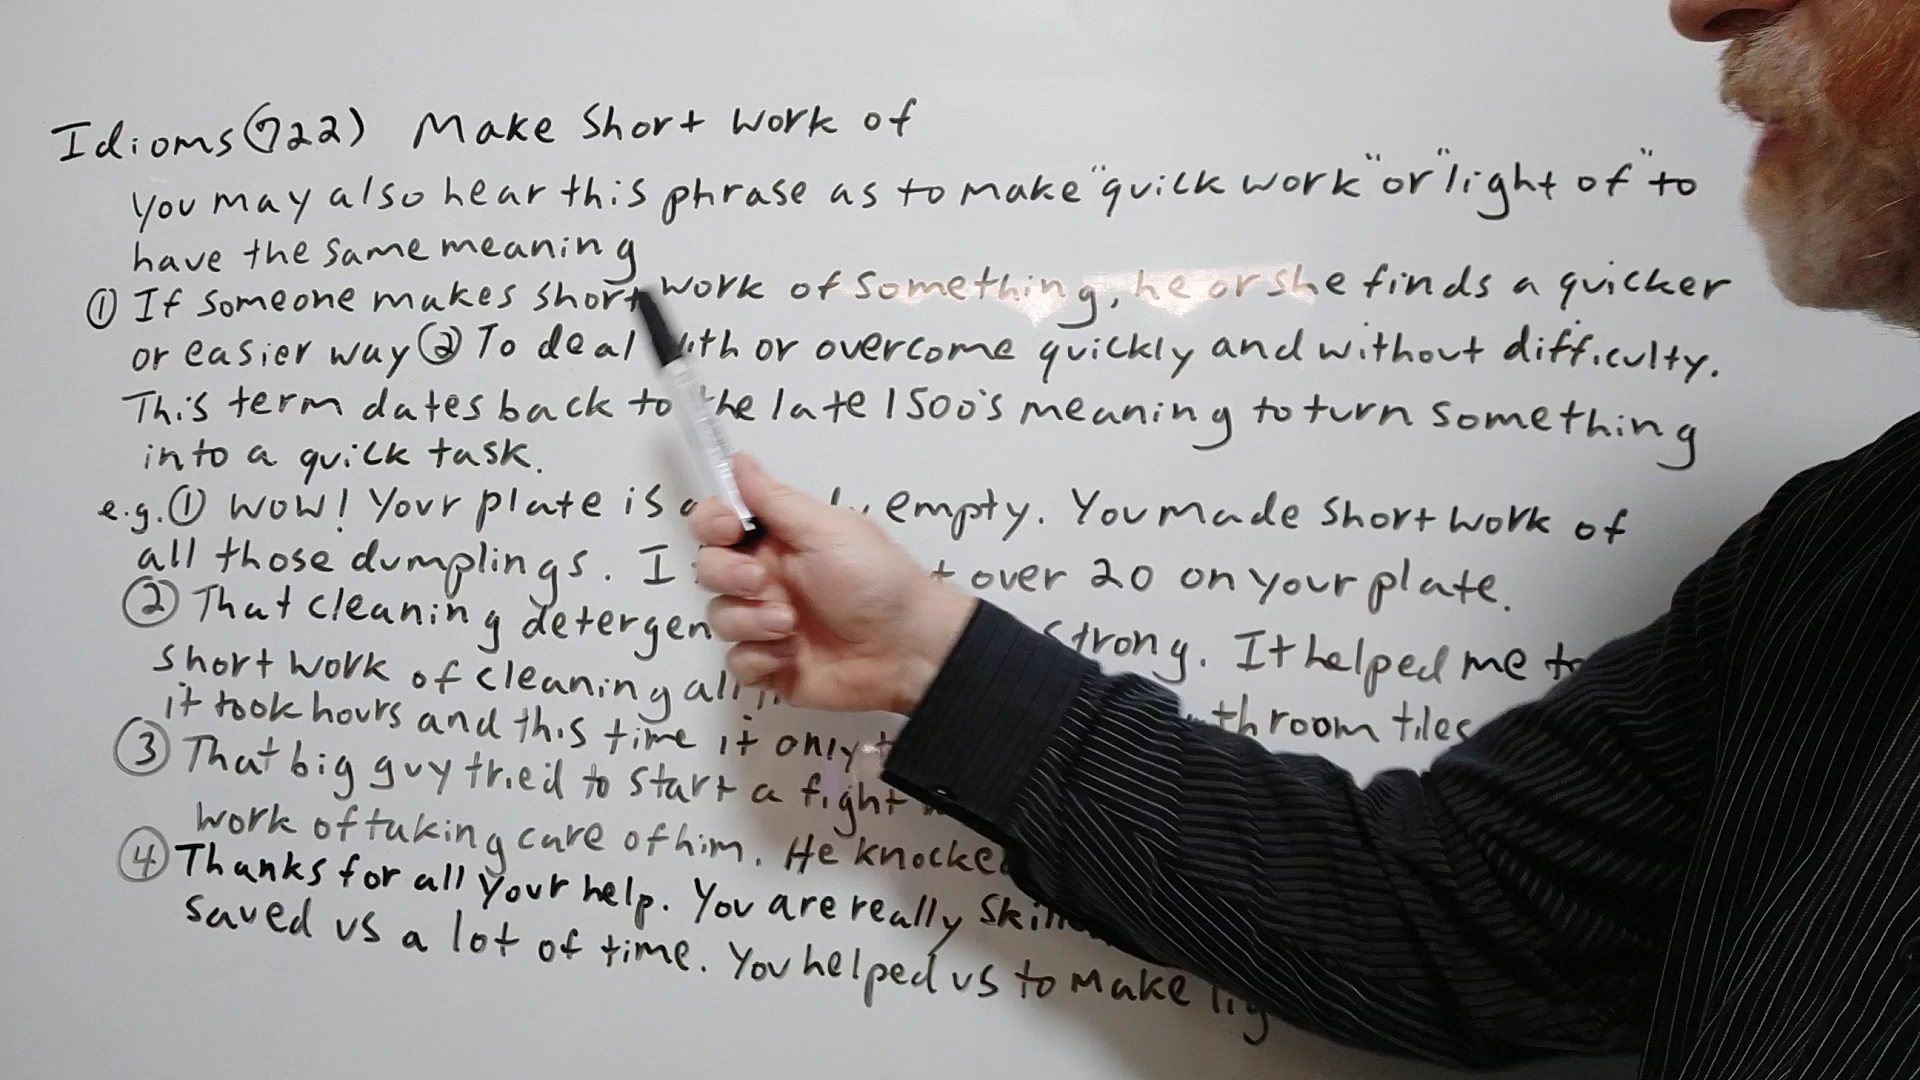 Idioms(722) Make Short Work of
You may also hear this phrase as to make "quick work" or "light of" to
have the same meaning
① If someone makes short work of something, he or she finds a quicker
or easier way ② To deal with or overcome quickly and without difficulty.
This term dates back to the late 1500's meaning to turn something
into a quick task.
e.g. ① Wow! Your plate is empty. You made short work of
all those dumplings. I over 20 on your plate.
② That cleaning strong. It helped me to
short work of cleaning all throom tiles
it took hours and this time it only
③ That big guy tried to start a fight
work of taking care of him. He
④ Thanks for all your help. You are really
saved us a lot of time. You helped us to make